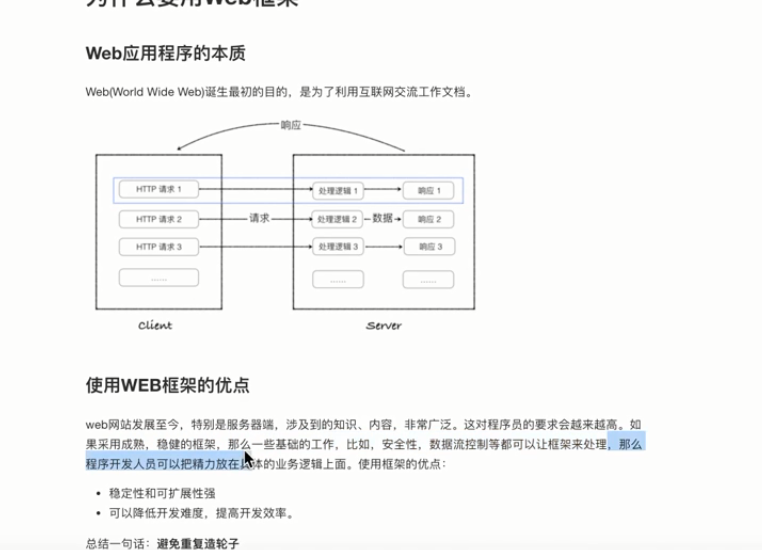 为什么要用Web框架
Web应用程序的本质
Web(World Wide Web)诞生最初的目的，是为了利用互联网交流工作文档。
响应
HTTP 请求 1
处理逻辑 1
响应 1
HTTP 请求 2
请求
处理逻辑 2
数据
响应 2
HTTP 请求 3
处理逻辑 3
响应 3
......
......
......
Client
Server
使用WEB框架的优点
web网站发展至今，特别是服务器端，涉及到的知识、内容，非常广泛。这对程序员的要求会越来越高。如
果采用成熟，稳健的框架，那么一些基础的工作，比如，安全性，数据流控制等都可以让框架来处理，那么
程序开发人员可以把精力放在具体的业务逻辑上面。使用框架的优点：
• 稳定性和可扩展性强
• 可以降低开发难度，提高开发效率。
总结一句话：避免重复造轮子